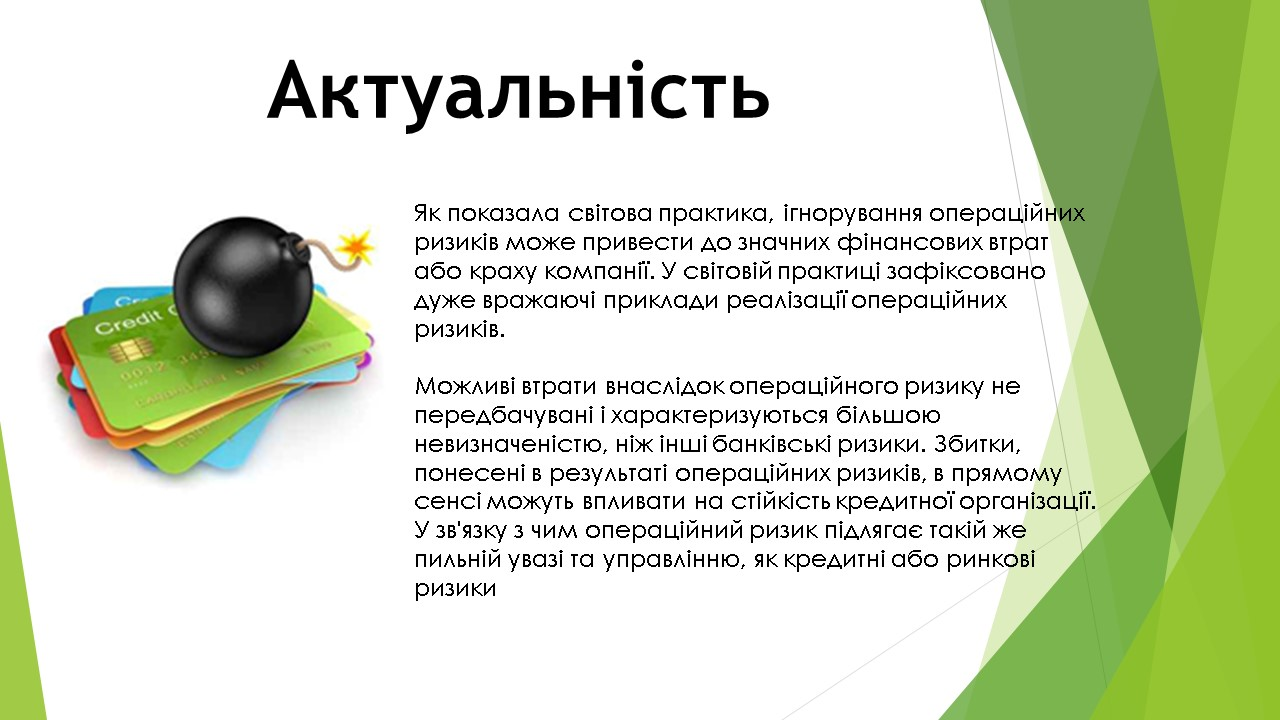 Актуальність
Як показала світова практика, ігнорування операційних
ризиків може привести до значних фінансових втрат
або краху компанії. У світовій практиці зафіксовано
дуже вражаючі приклади реалізації операційних
ризиків.
Можливі втрати внаслідок операційного ризику не
передбачувані і характеризуються більшою
невизначеністю, ніж інші банківські ризики. Збитки,
понесені в результаті операційних ризиків, в прямому
сенсі можуть впливати на стійкість кредитної організації.
У зв'язку з чим операційний ризик підлягає такій же
пильній увазі та управлінню, як кредитні або ринкові
ризики
Credit
Credit